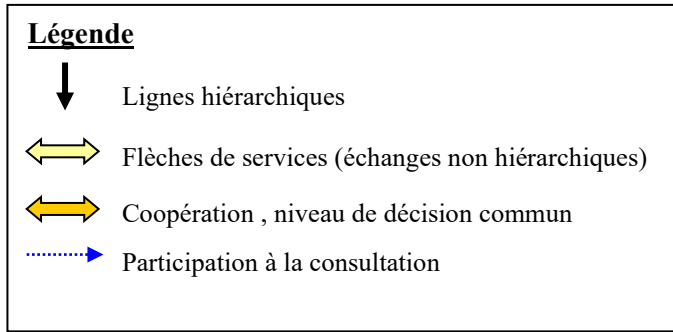 Légende
Lignes hiérarchiques
Flèches de services (échanges non hiérarchiques)
Coopération , niveau de décision commun
Participation à la consultation